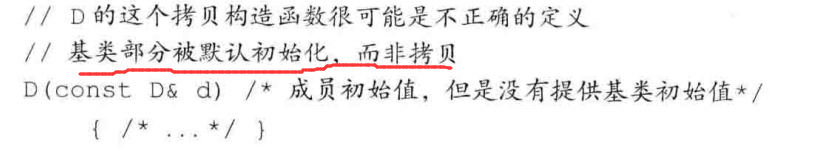 // D 的这个拷贝构造函数很可能是不正确的定义
// 基类部分被默认初始化，而非拷贝
D(const D& d) /* 成员初始值，但是没有提供基类初始值*/
{ /* ... */ }